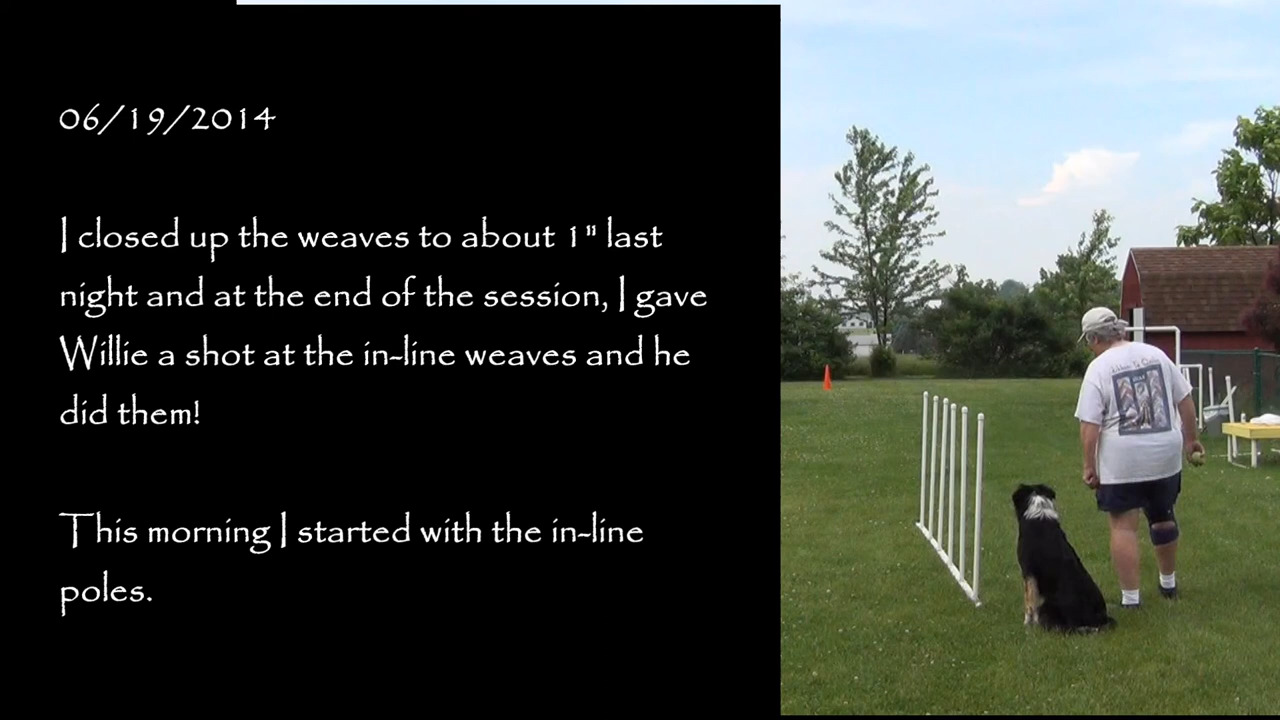 06/19/2014
I closed up the weaves to about 1" last
night and at the end of the session, I gave
Willie a shot at the in-line weaves and he
did them!
This morning I started with the in-line
poles.